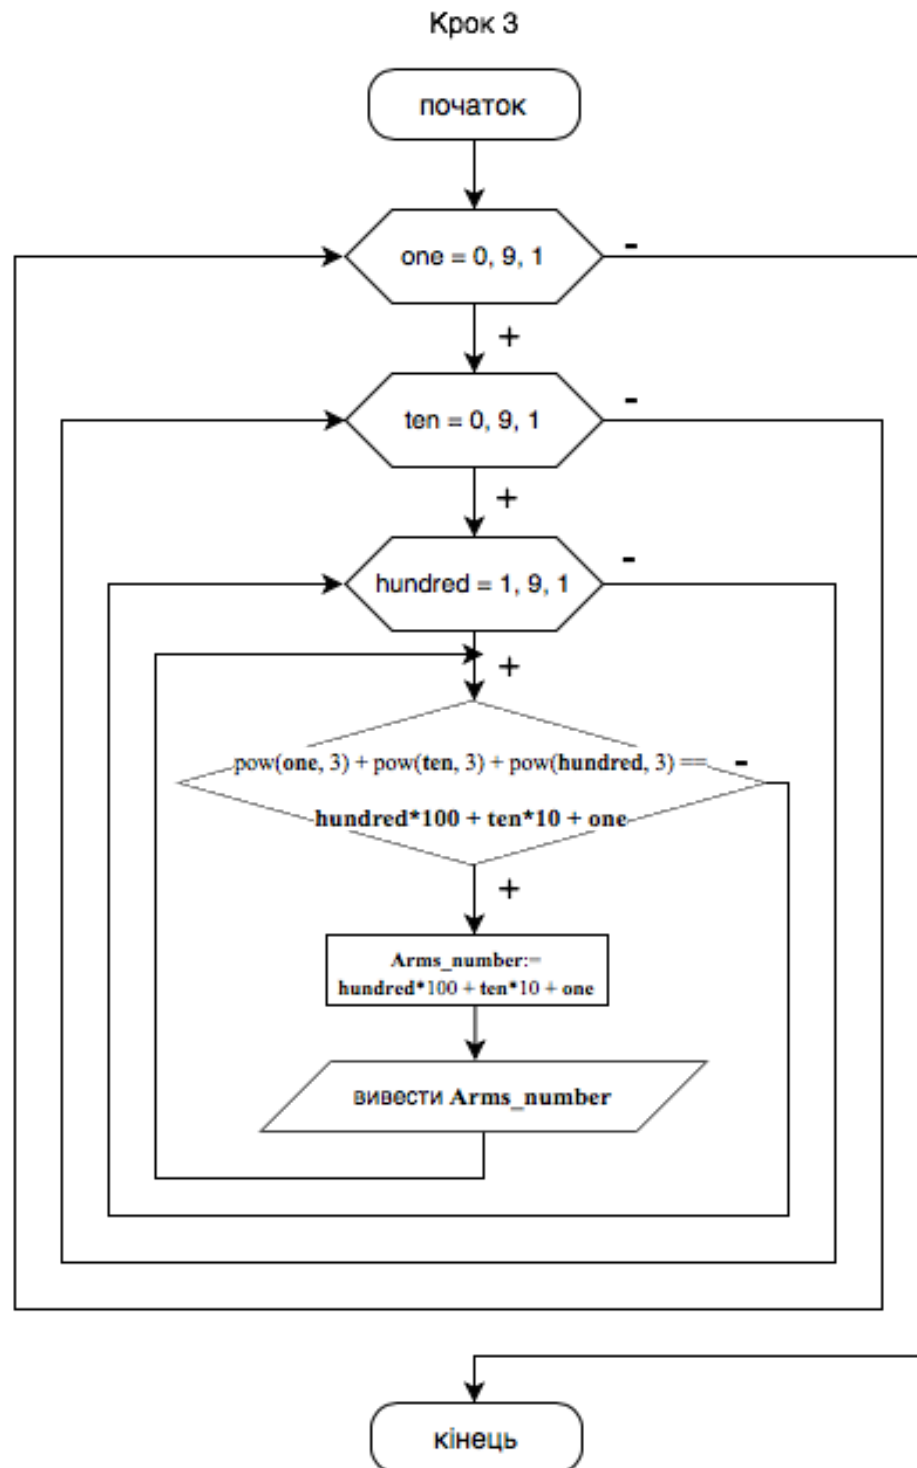 Крок 3
початок
one = 0, 9, 1
-
+
ten = 0, 9, 1
-
+
hundred = 1, 9, 1
-
+
pow(one, 3) + pow(ten, 3) + pow(hundred, 3) ==
-
hundred*100 + ten*10 + one
+
Arms_number:=
hundred*100 + ten*10 + one
вивести Arms_number
кінець